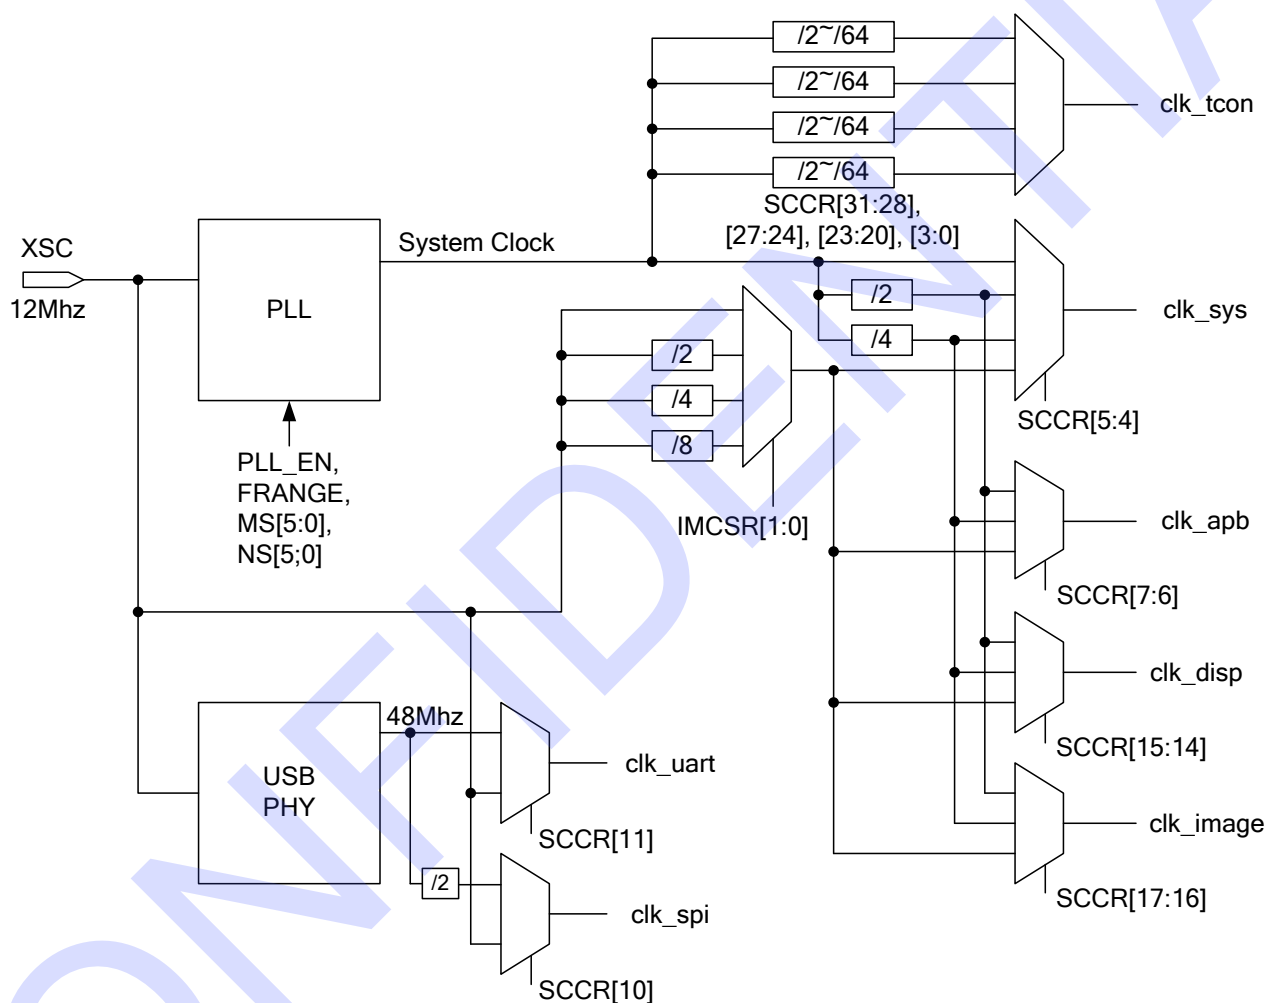 /2~/64
/2~/64
/2~/64
/2~/64
clk_tcon
SCCR[31:28],
[27:24], [23:20], [3:0]
XSC
12Mhz
PLL
System Clock
/2
/4
clk_sys
SCCR[5:4]
/2
/4
/8
IMCSR[1:0]
PLL_EN,
FRANGE,
MS[5:0],
NS[5;0]
clk_apb
SCCR[7:6]
clk_disp
SCCR[15:14]
clk_image
SCCR[17:16]
USB
PHY
48Mhz
clk_uart
SCCR[11]
/2
clk_spi
SCCR[10]
ONFIDENTIA